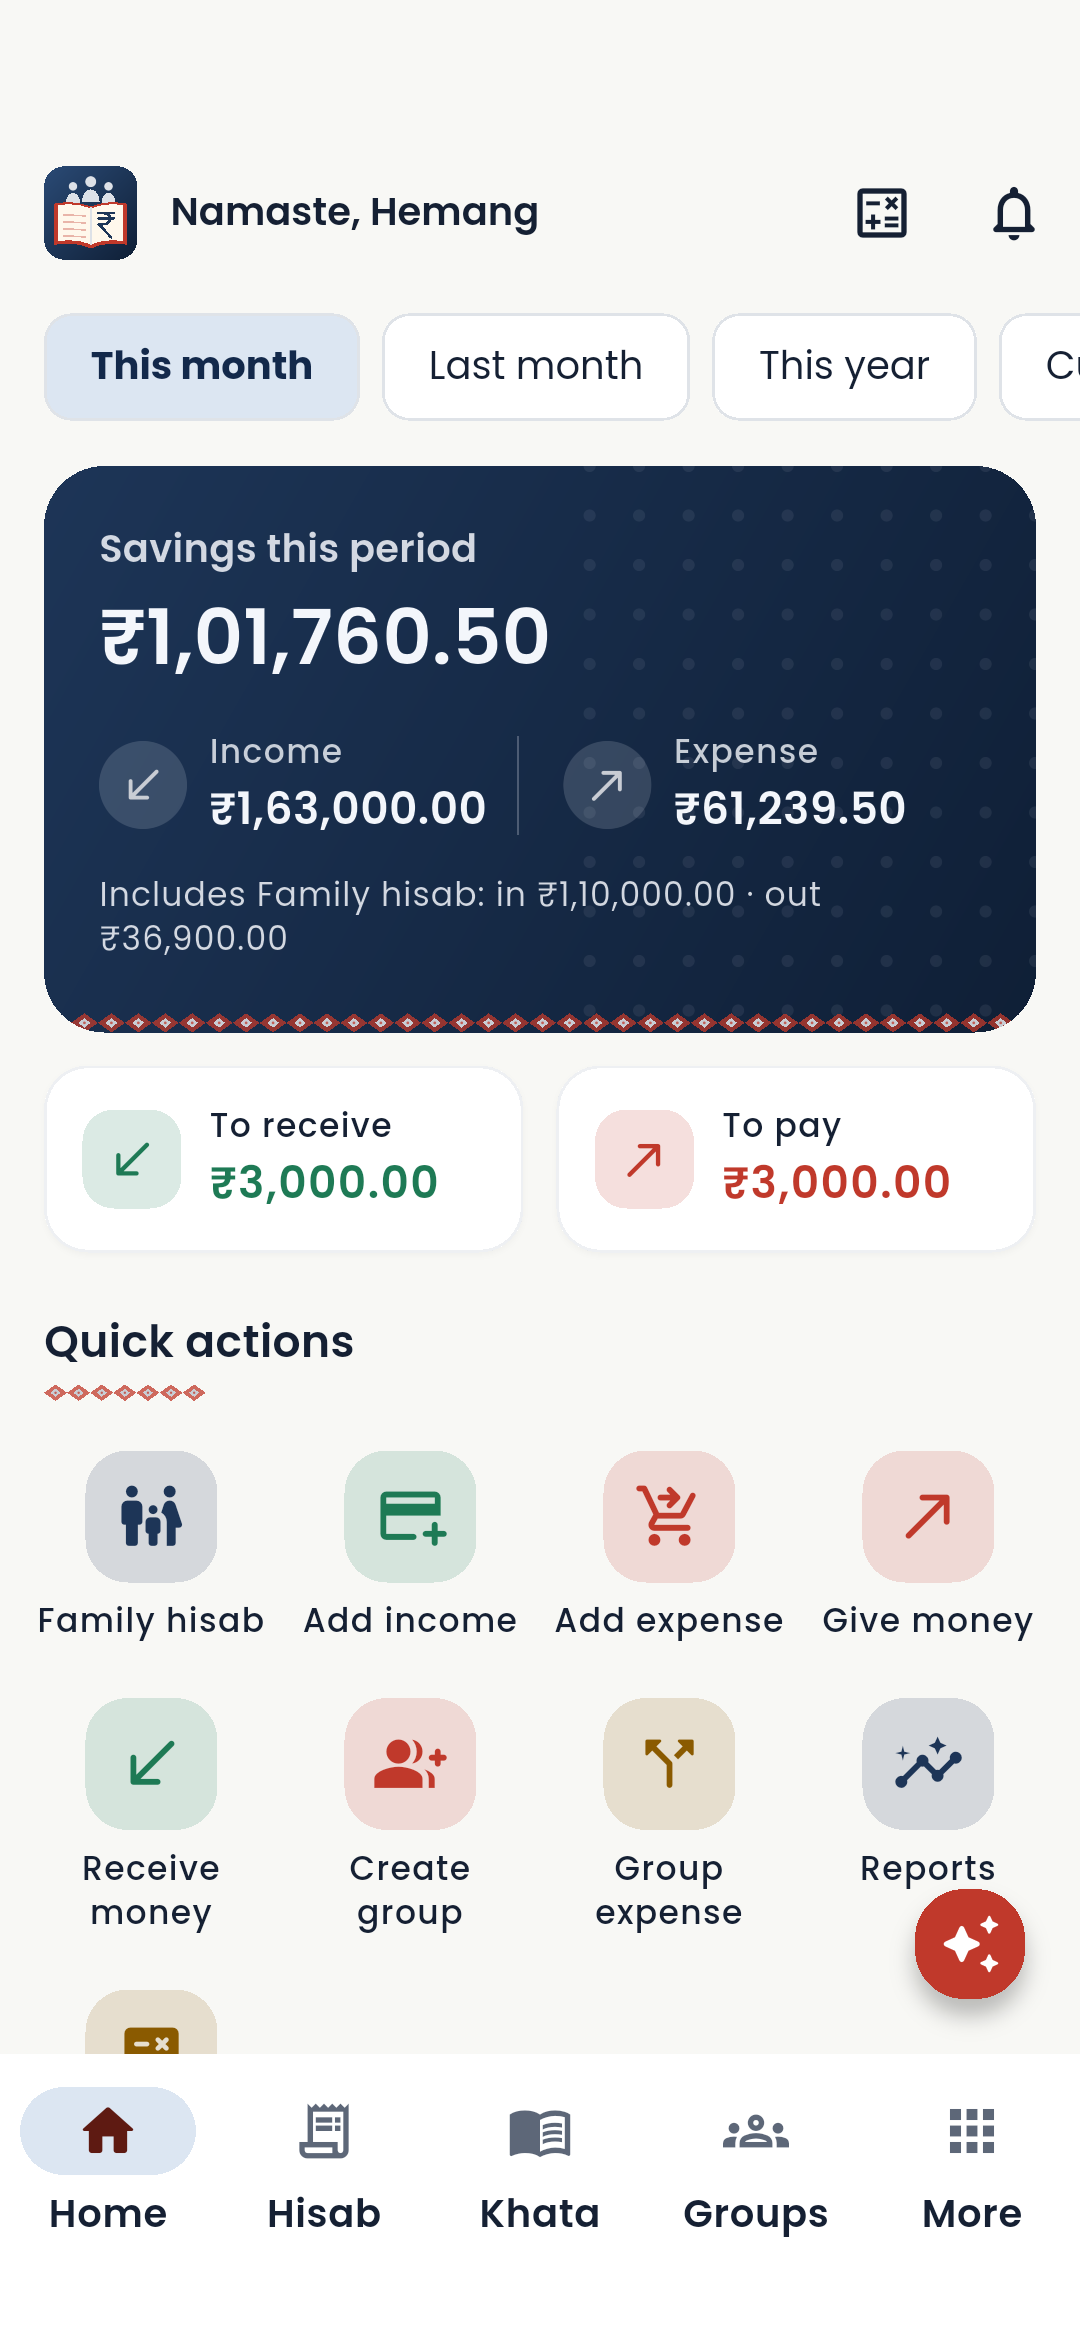 Namaste, Hemang
This month
Last month
This year
Cu
Savings this period
₹1,01,760.50
Income
₹1,63,000.00
Expense
₹61,239.50
Includes Family hisab: in ₹1,10,000.00 · out
₹36,900.00
To receive
₹3,000.00
To pay
₹3,000.00
Quick actions
Family hisab
Add income
Add expense
Give money
Receive
money
Create
group
Group
expense
Reports
Home
Hisab
Khata
Groups
More